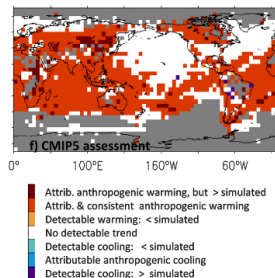 f) CMIP5 assessment
0° 100°E 160°W 60°W
Attrib. anthropogenic warming, but > simulated
Attrib. & consistent anthropogenic warming
Detectable warming: < simulated
No detectable trend
Detectable cooling: < simulated
Attributable anthropogenic cooling
Detectable cooling: > simulated